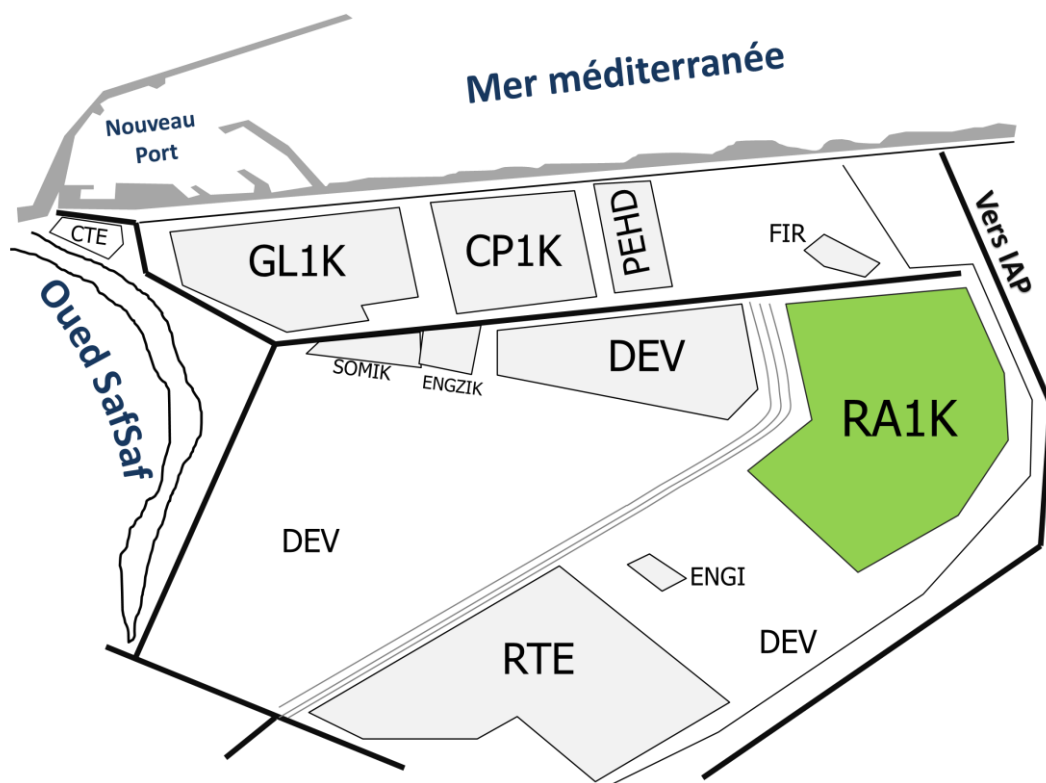 Mer méditerranée
Nouveau
Port
CTE
GL1K
CP1K
PEHD
FIR
Vers IAP
Oued SafSaf
SOMIK
ENGZIK
DEV
RA1K
DEV
ENGI
DEV
RTE